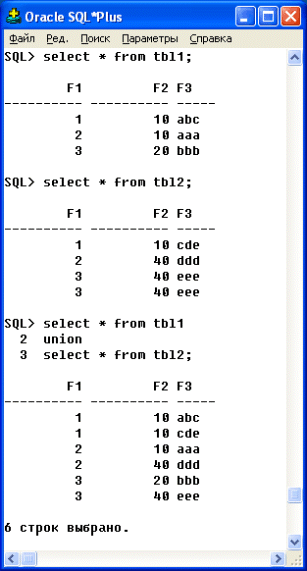 Oracle SQL*Plus
Файл Ред. Поиск Параметры Справка
SQL> select * from tbl1;
F1 F2 F3
---------- ---------- -----
1 10 abc
2 10 aaa
3 20 bbb
SQL> select * from tbl2;
F1 F2 F3
---------- ---------- -----
1 10 cde
2 40 ddd
3 40 eee
3 40 eee
SQL> select * from tbl1
2 union
3 select * from tbl2;
F1 F2 F3
---------- ---------- -----
1 10 abc
1 10 cde
2 10 aaa
2 40 ddd
3 20 bbb
3 40 eee
6 строк выбрано.